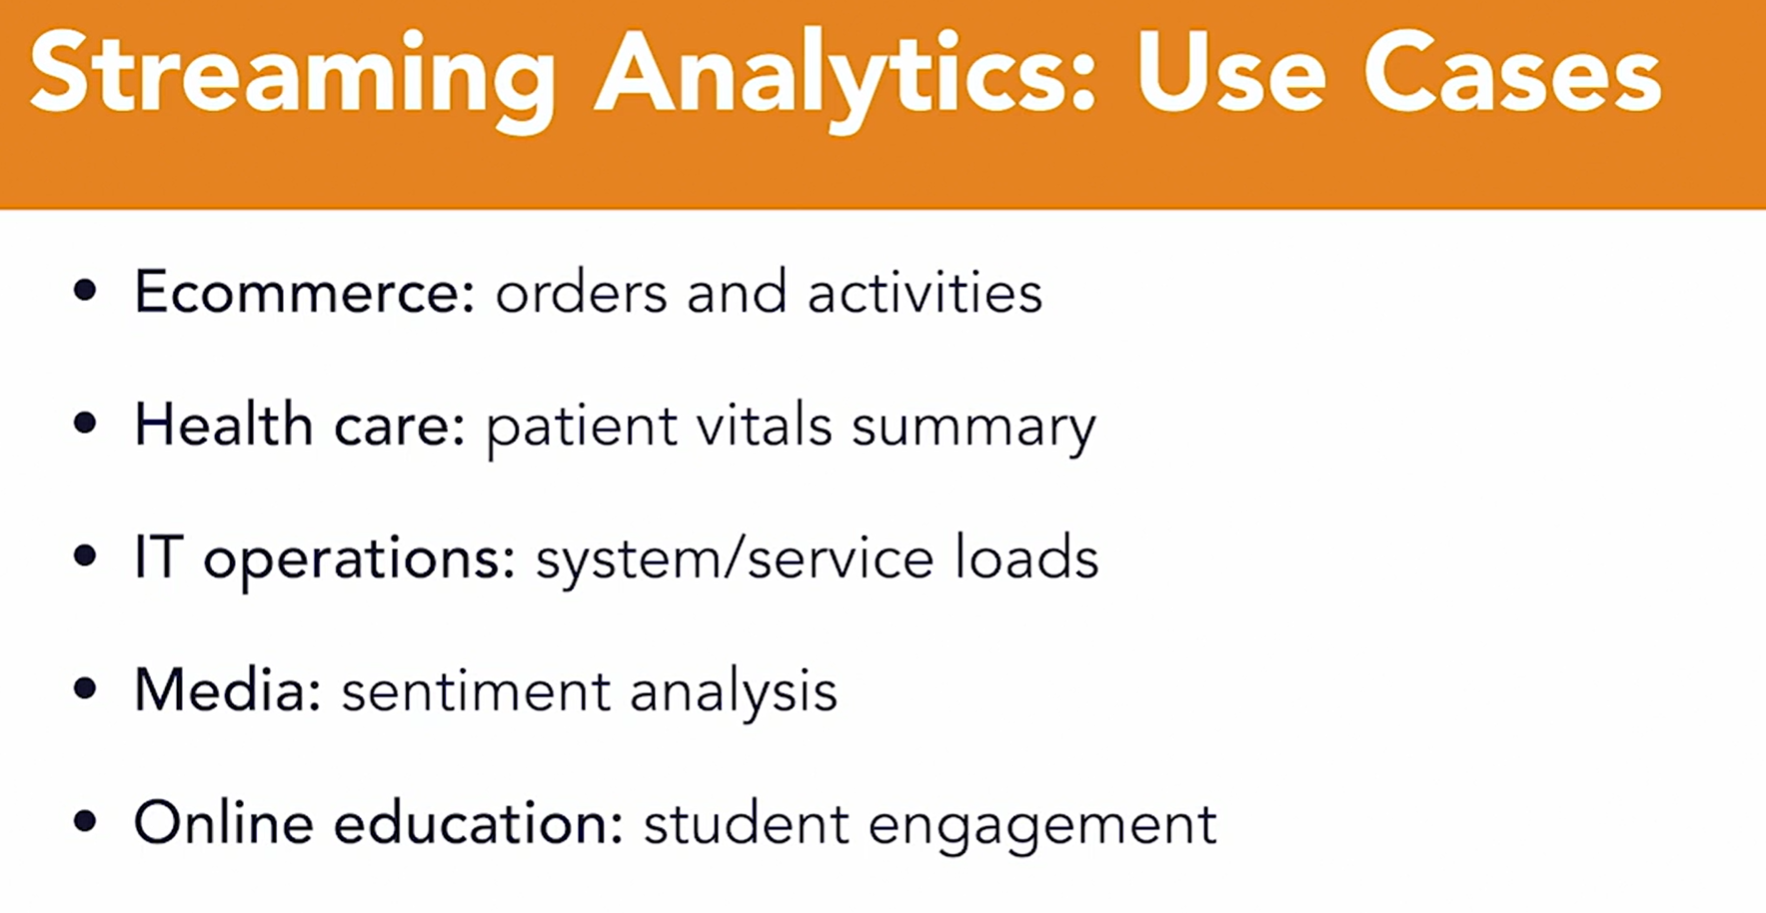 Streaming Analytics: Use Cases
• Ecommerce: orders and activities
• Health care: patient vitals summary
• IT operations: system/service loads
• Media: sentiment analysis
• Online education: student engagement